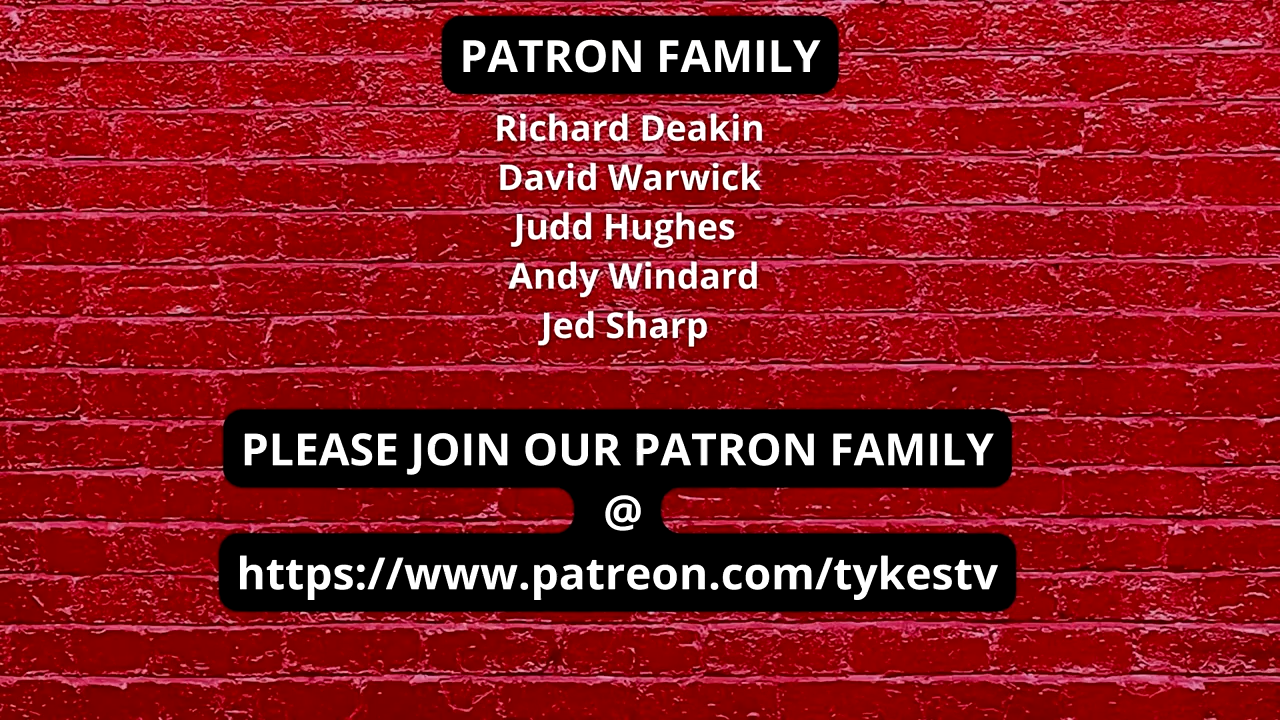 PATRON FAMILY
Richard Deakin
David Warwick
Judd Hughes
Andy Windard
Jed Sharp
PLEASE JOIN OUR PATRON FAMILY
@
https://www.patreon.com/tykestv